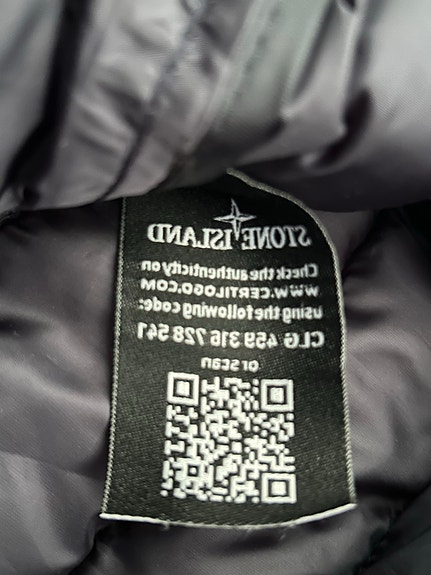 STONE ISLAND
Check the authenticity on
WWW.CERTILOGO.COM
using the following code:
CLG 459 316 728 541
or scan